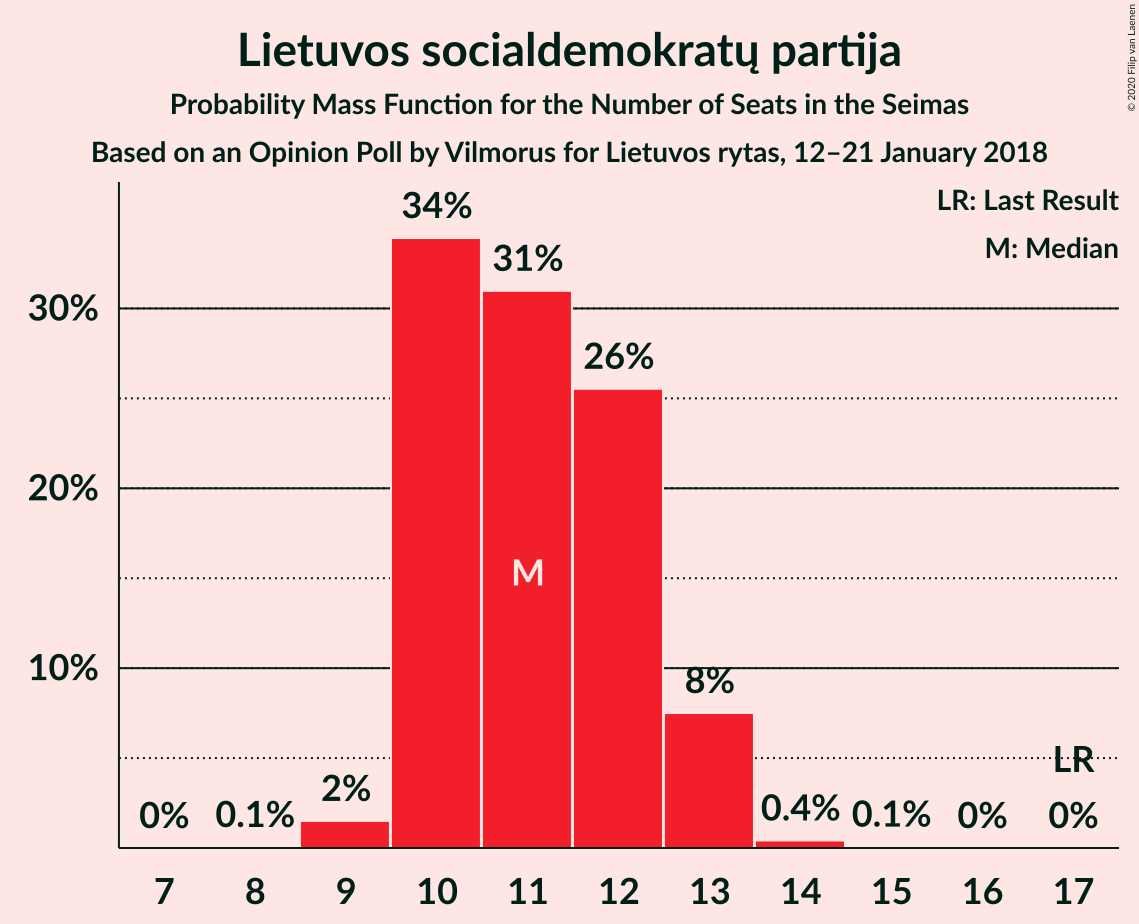 Lietuvos socialdemokratų partija
Probability Mass Function for the Number of Seats in the Seimas
Based on an Opinion Poll by Vilmorus for Lietuvos rytas, 12–21 January 2018
© 2020 Filip van Laenen
LR: Last Result
M: Median
34%
31%
26%
8%
2%
0%
0.1%
0.4%
0.1%
0%
0%
LR
M
30%
20%
10%
7 8 9 10 11 12 13 14 15 16 17